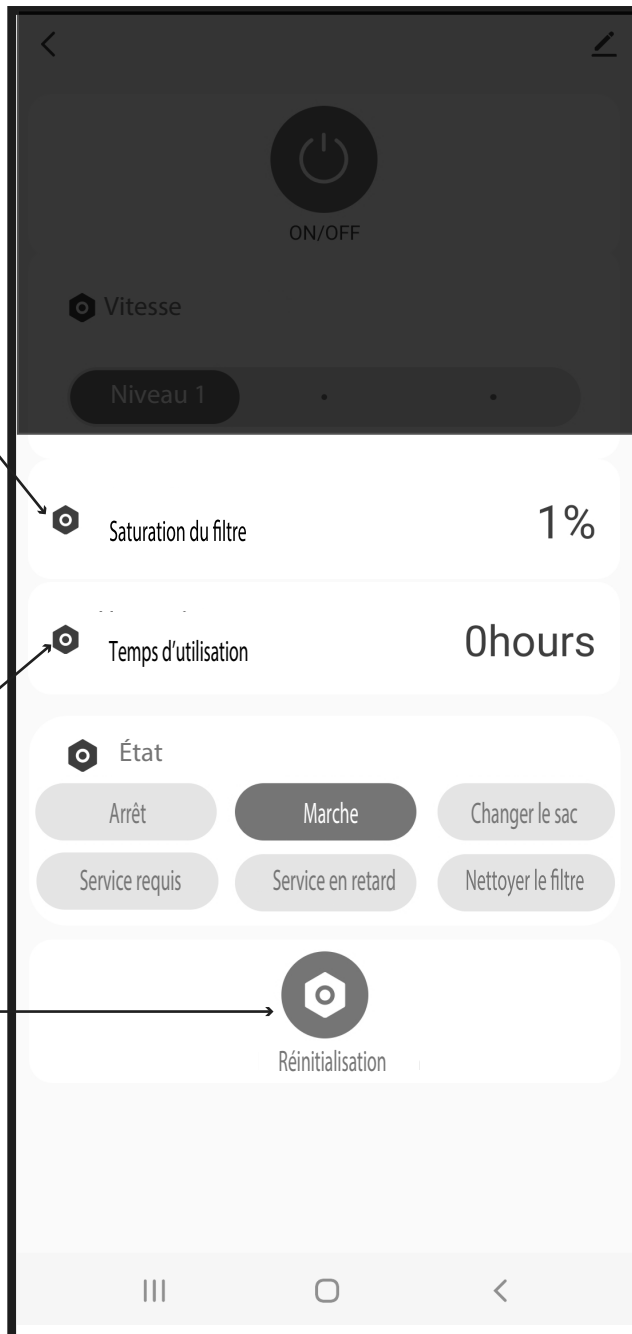 ON/OFF
Vitesse
Niveau 1
Saturation du filtre 1%
Temps d’utilisation 0hours
État
Arrêt Marche Changer le sac
Service requis Service en retard Nettoyer le filtre
Réinitialisation